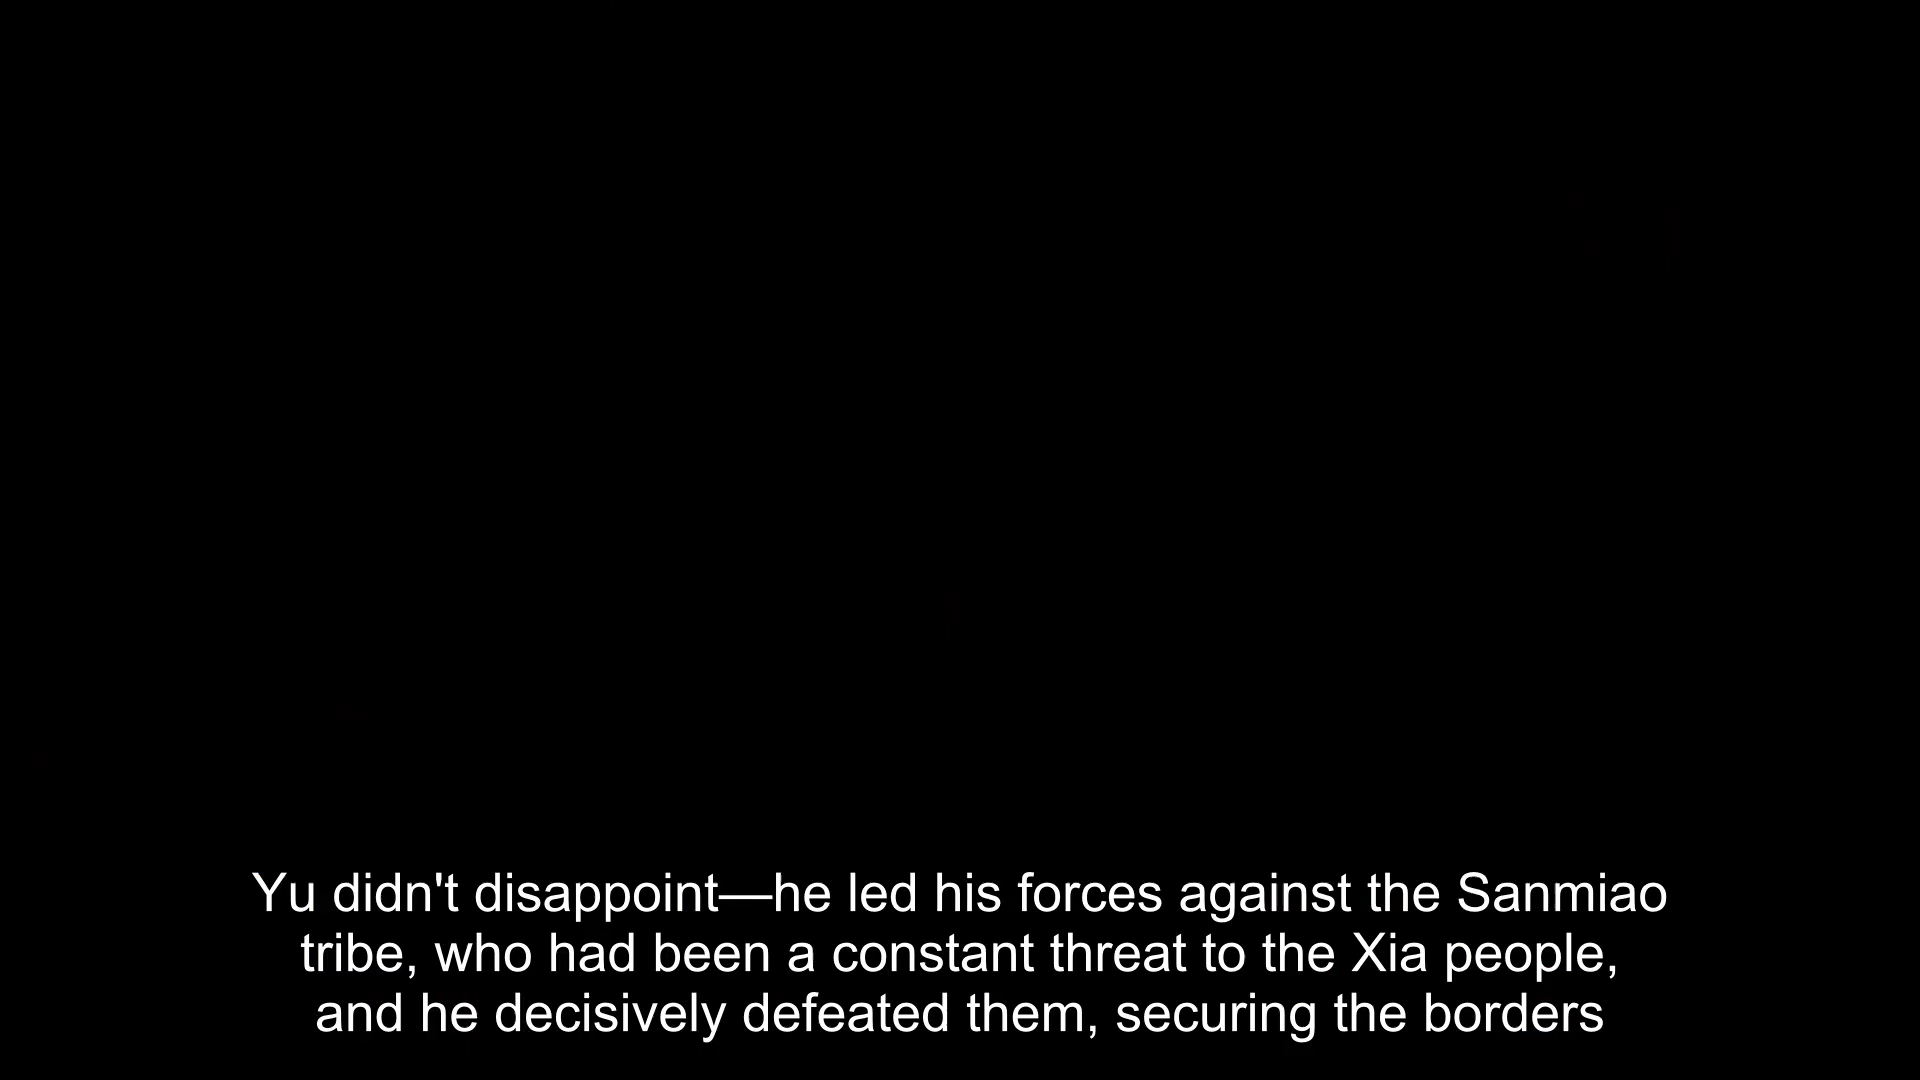 Yu didn't disappoint—he led his forces against the Sanmiao
tribe, who had been a constant threat to the Xia people,
and he decisively defeated them, securing the borders